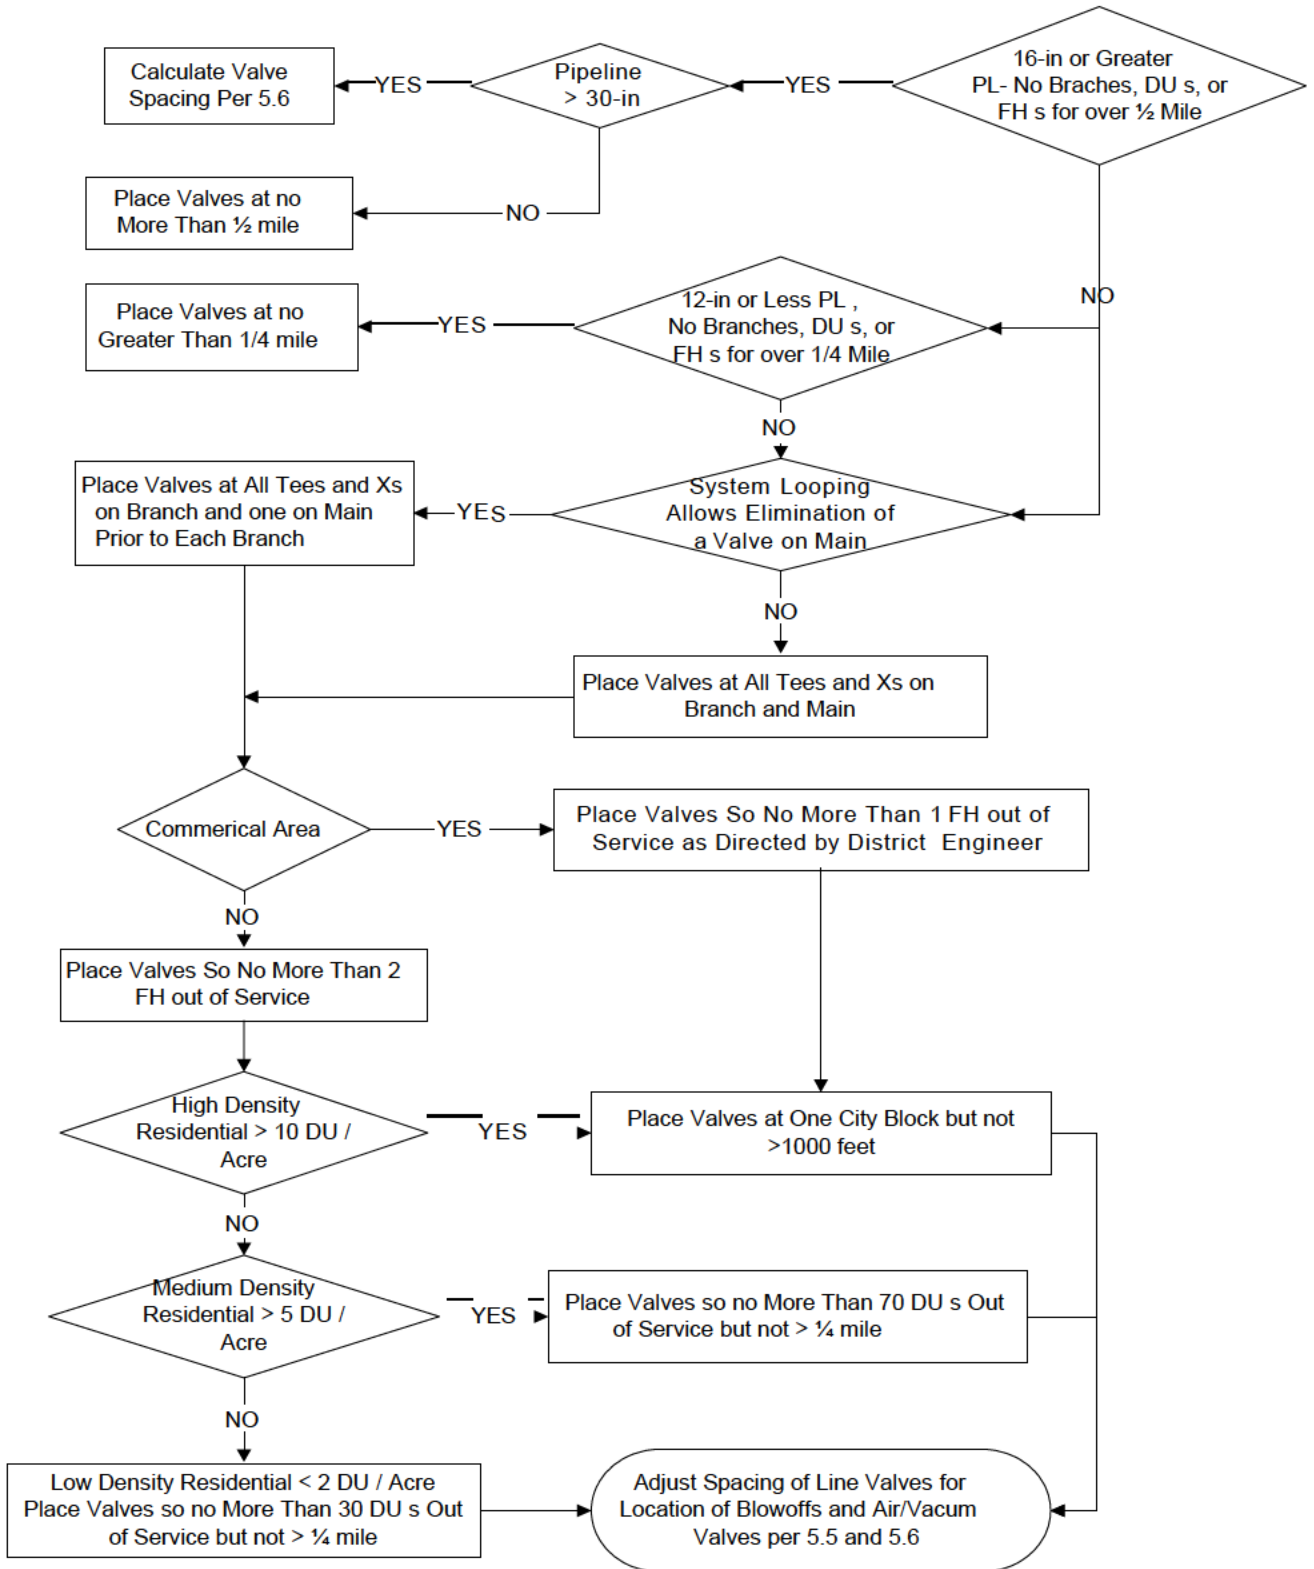 16-in or Greater
PL- No Braches, DU s, or
FH s for over ½ Mile
YES
Pipeline
> 30-in
YES
Calculate Valve
Spacing Per 5.6
NO
Place Valves at no
More Than ½ mile
NO
12-in or Less PL ,
No Branches, DU s, or
FH s for over 1/4 Mile
YES
Place Valves at no
Greater Than 1/4 mile
NO
System Looping
Allows Elimination of
a Valve on Main
YES
Place Valves at All Tees and Xs
on Branch and one on Main
Prior to Each Branch
NO
Place Valves at All Tees and Xs on
Branch and Main
Commerical Area
YES
Place Valves So No More Than 1 FH out of
Service as Directed by District Engineer
NO
Place Valves So No More Than 2
FH out of Service
High Density
Residential > 10 DU /
Acre
YES
Place Valves at One City Block but not
>1000 feet
NO
Medium Density
Residential > 5 DU /
Acre
YES
Place Valves so no More Than 70 DU s Out
of Service but not > ¼ mile
NO
Low Density Residential < 2 DU / Acre
Place Valves so no More Than 30 DU s Out
of Service but not > ¼ mile
Adjust Spacing of Line Valves for
Location of Blowoffs and Air/Vacum
Valves per 5.5 and 5.6